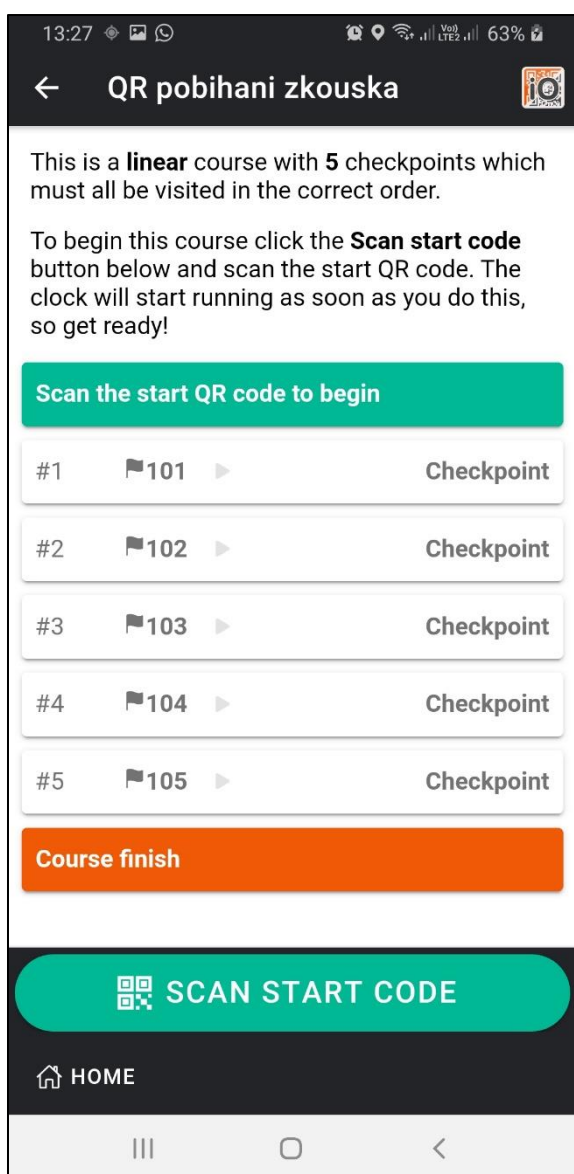 13:27 Vo)) LTE2 63%
QR pobihani zkouska
iO
This is a linear course with 5 checkpoints which
must all be visited in the correct order.
To begin this course click the Scan start code
button below and scan the start QR code. The
clock will start running as soon as you do this,
so get ready!
Scan the start QR code to begin
#1 101 Checkpoint
#2 102 Checkpoint
#3 103 Checkpoint
#4 104 Checkpoint
#5 105 Checkpoint
Course finish
SCAN START CODE
HOME